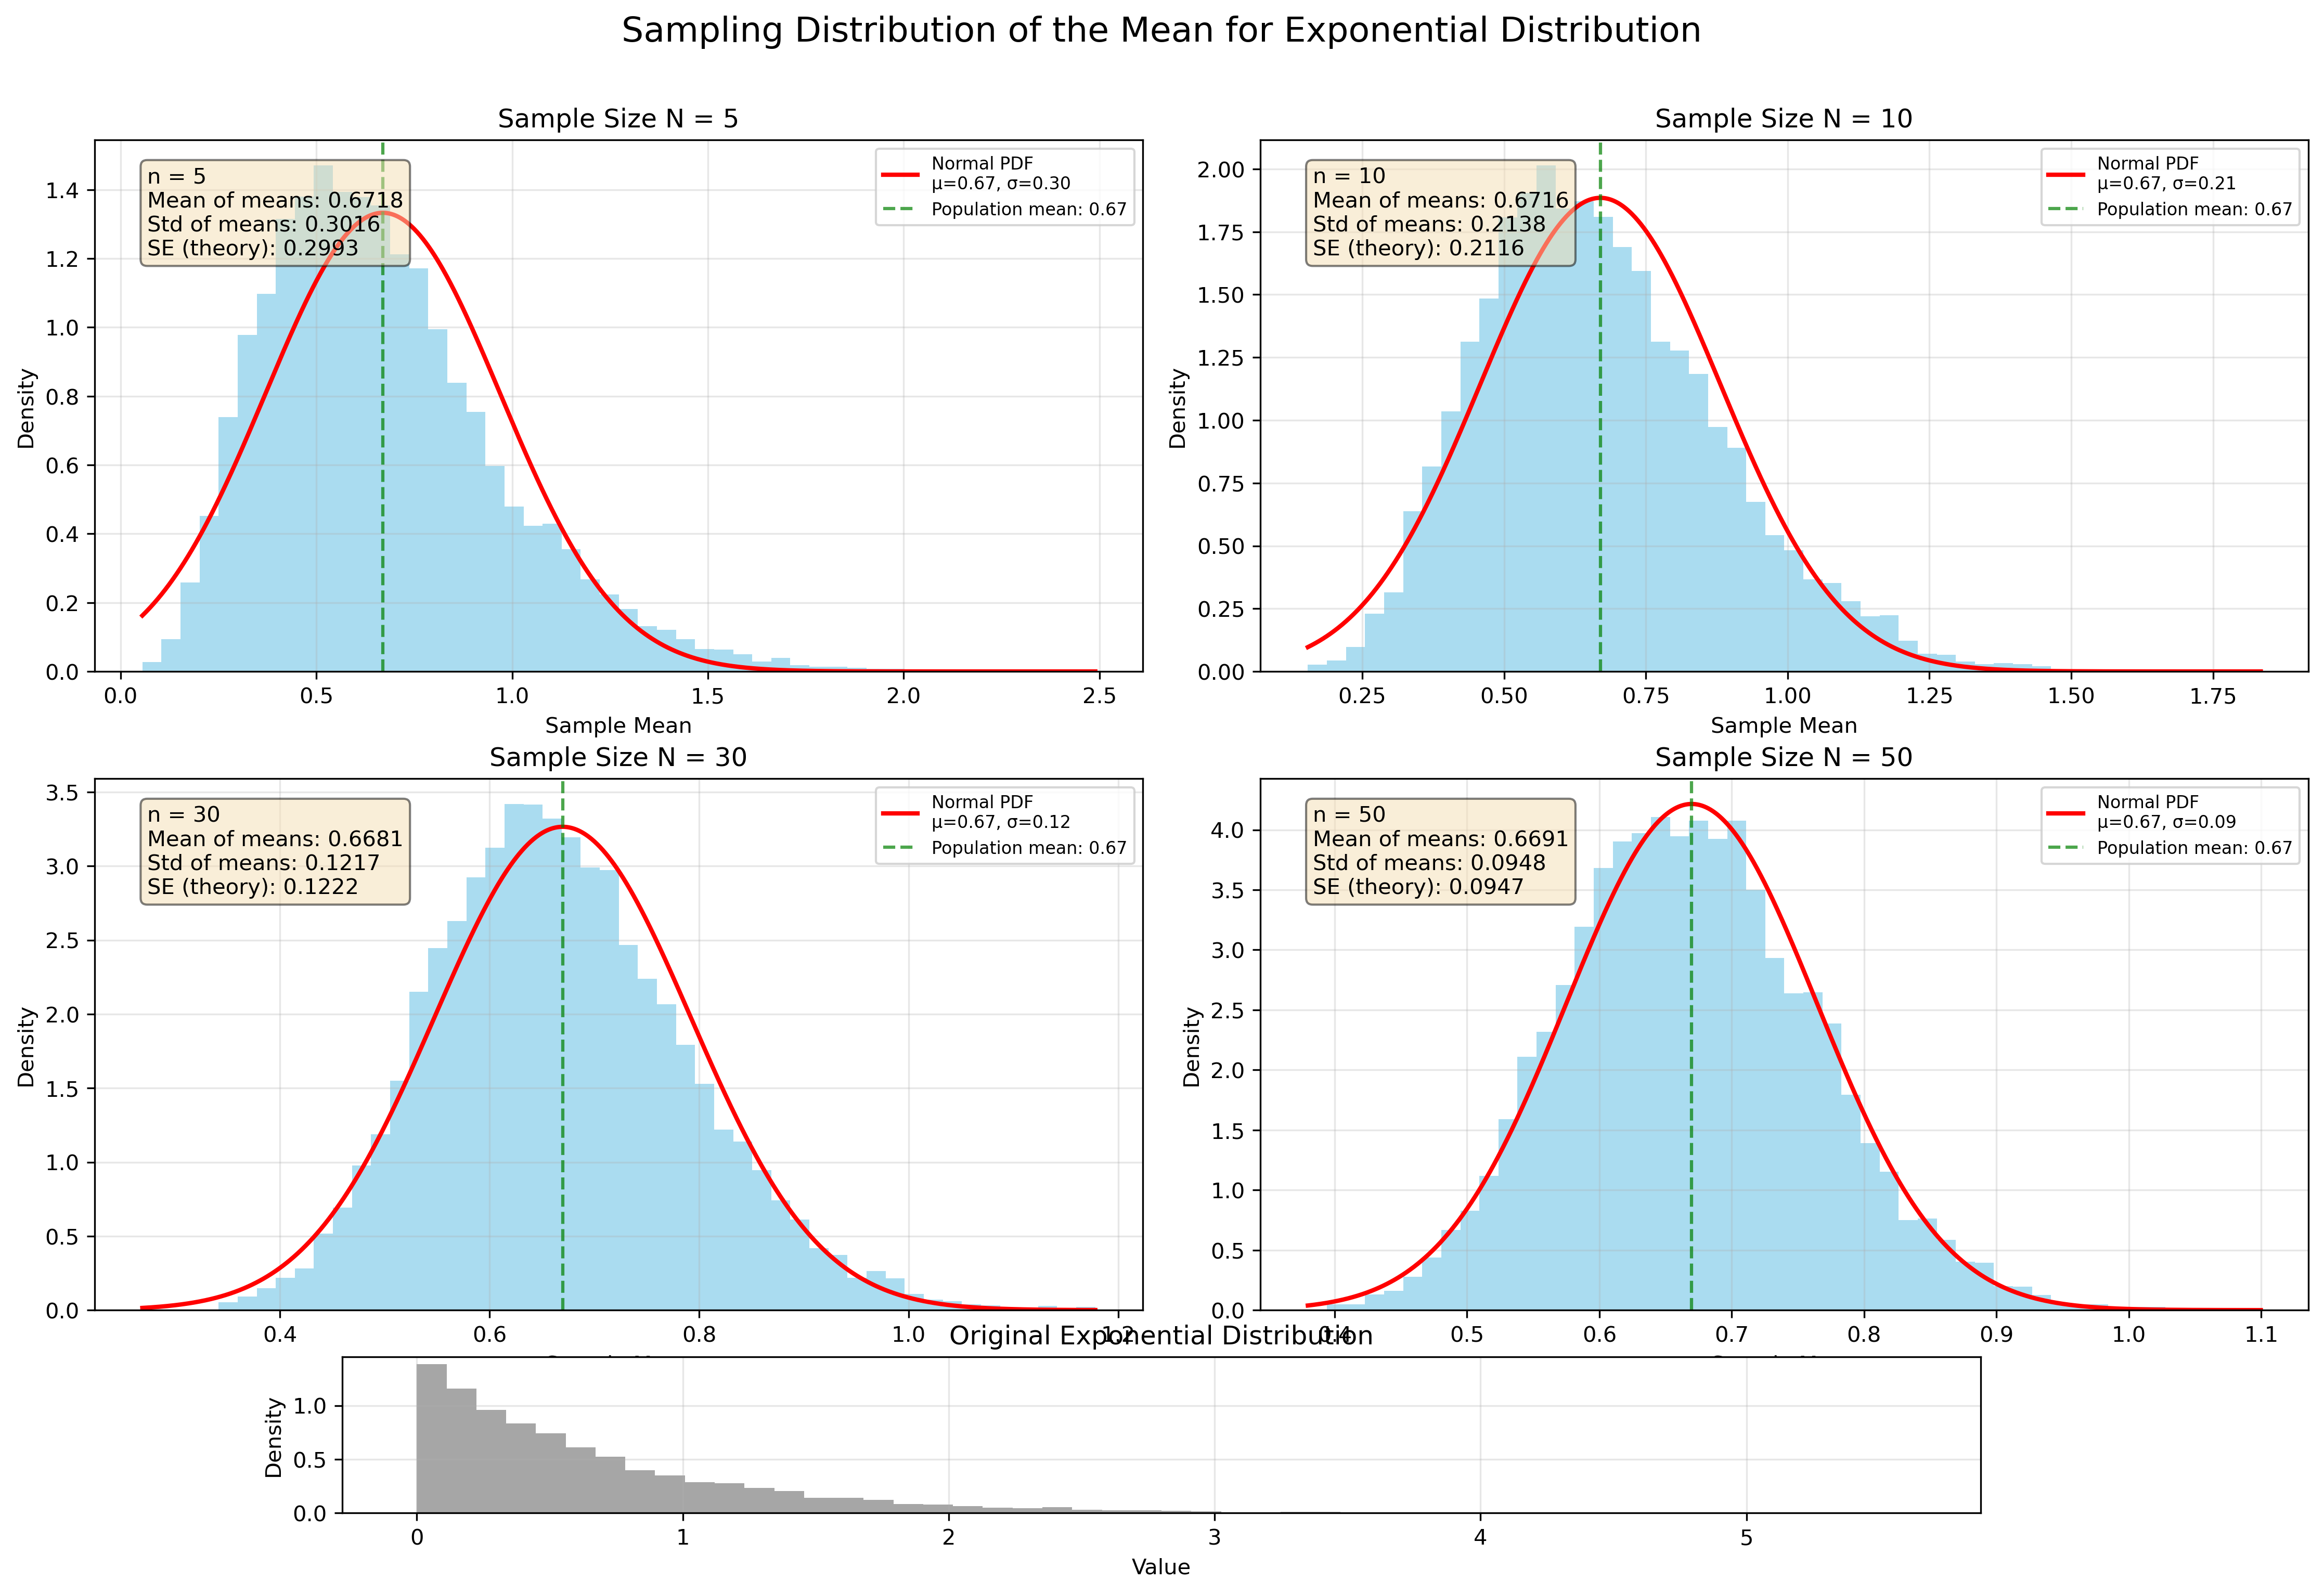 Sampling Distribution of the Mean for Exponential Distribution
Sample Size N = 5
n = 5
Mean of means: 0.6718
Std of means: 0.3016
SE (theory): 0.2993
Normal PDF
μ=0.67, σ=0.30
Population mean: 0.67
Density
1.4
1.2
1.0
0.8
0.6
0.4
0.2
0.0
0.0 0.5 1.0 1.5 2.0 2.5
Sample Mean
Sample Size N = 10
n = 10
Mean of means: 0.6716
Std of means: 0.2138
SE (theory): 0.2116
Normal PDF
μ=0.67, σ=0.21
Population mean: 0.67
Density
2.00
1.75
1.50
1.25
1.00
0.75
0.50
0.25
0.00
0.25 0.50 0.75 1.00 1.25 1.50 1.75
Sample Mean
Sample Size N = 30
n = 30
Mean of means: 0.6681
Std of means: 0.1217
SE (theory): 0.1222
Normal PDF
μ=0.67, σ=0.12
Population mean: 0.67
Density
3.5
3.0
2.5
2.0
1.5
1.0
0.5
0.0
0.4 0.6 0.8 1.0 1.2
Sample Size N = 50
n = 50
Mean of means: 0.6691
Std of means: 0.0948
SE (theory): 0.0947
Normal PDF
μ=0.67, σ=0.09
Population mean: 0.67
Density
4.0
3.5
3.0
2.5
2.0
1.5
1.0
0.5
0.0
0.4 0.5 0.6 0.7 0.8 0.9 1.0 1.1
Original Exponential Distribution
Density
1.0
0.5
0.0
0 1 2 3 4 5
Value